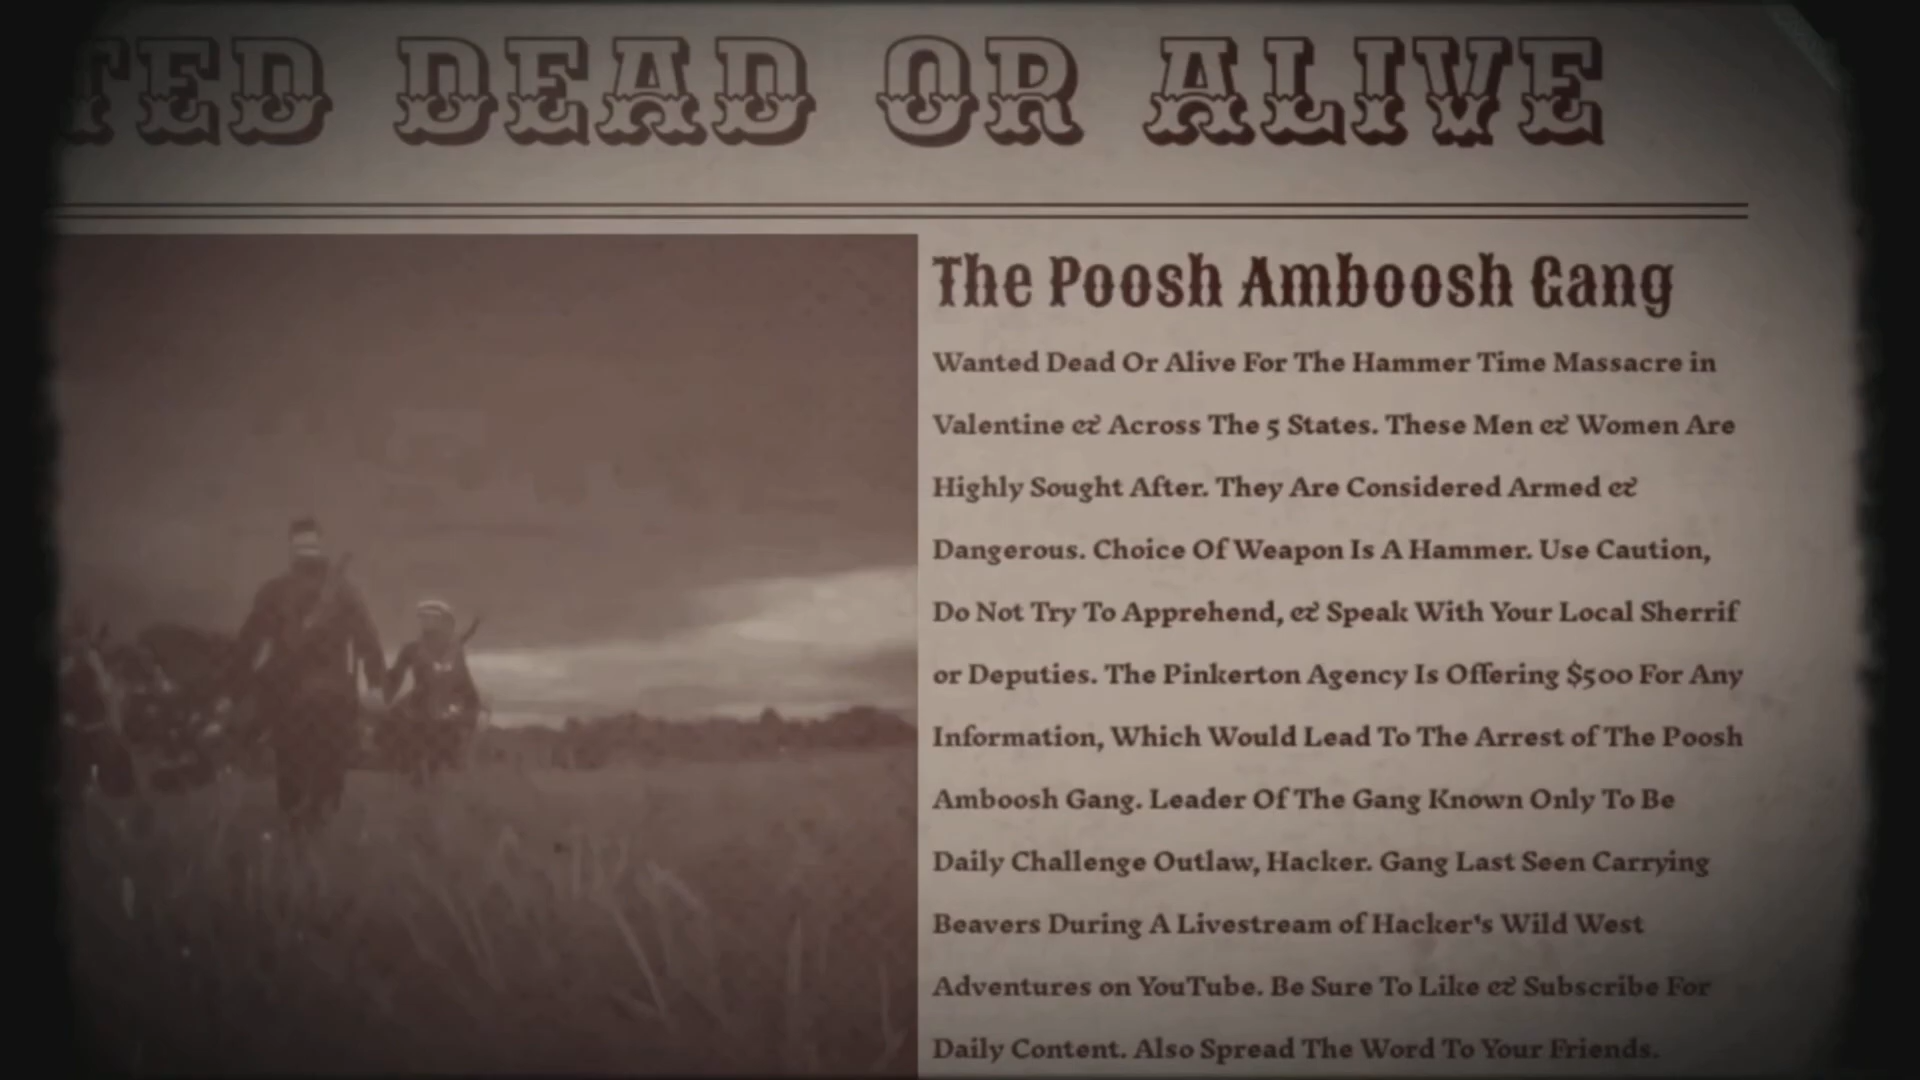 TED DEAD OR ALIVE
The Poosh Amboosh Gang
Wanted Dead Or Alive For The Hammer Time Massacre in
Valentine & Across The 5 States. These Men & Women Are
Highly Sought After. They Are Considered Armed &
Dangerous. Choice Of Weapon Is A Hammer. Use Caution,
Do Not Try To Apprehend, & Speak With Your Local Sherrif
or Deputies. The Pinkerton Agency Is Offering $500 For Any
Information, Which Would Lead To The Arrest of The Poosh
Amboosh Gang. Leader Of The Gang Known Only To Be
Daily Challenge Outlaw, Hacker. Gang Last Seen Carrying
Beavers During A Livestream of Hacker's Wild West
Adventures on YouTube. Be Sure To Like & Subscribe For
Daily Content. Also Spread The Word To Your Friends.